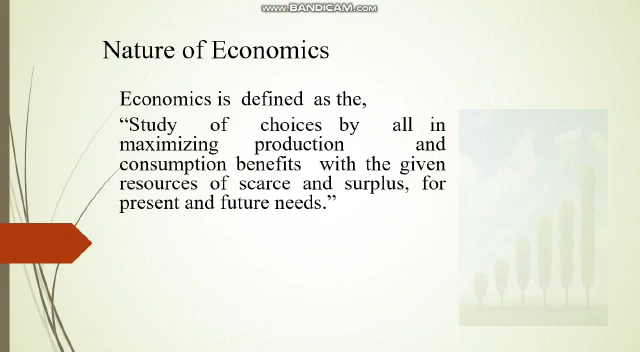 www.BANDICAM.com
Nature of Economics
Economics is defined as the,
“Study of choices by all in
maximizing production and
consumption benefits with the given
resources of scarce and surplus, for
present and future needs.”